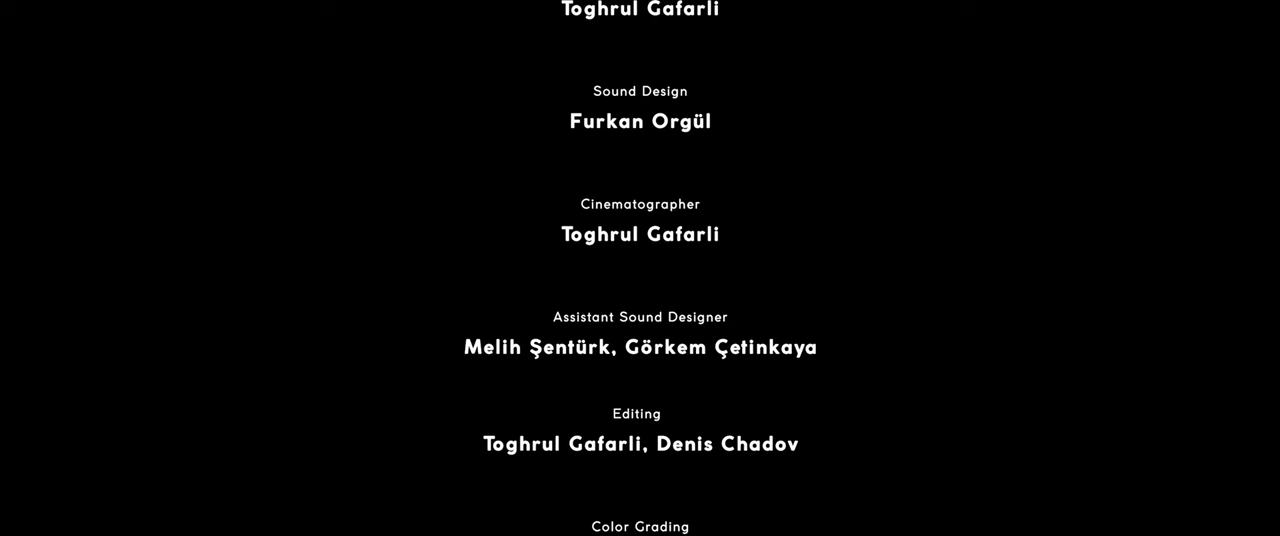 Toghrul Gafarli
Sound Design
Furkan Orgül
Cinematographer
Toghrul Gafarli
Assistant Sound Designer
Melih Şentürk, Görkem Çetinkaya
Editing
Toghrul Gafarli, Denis Chadov
Color Grading